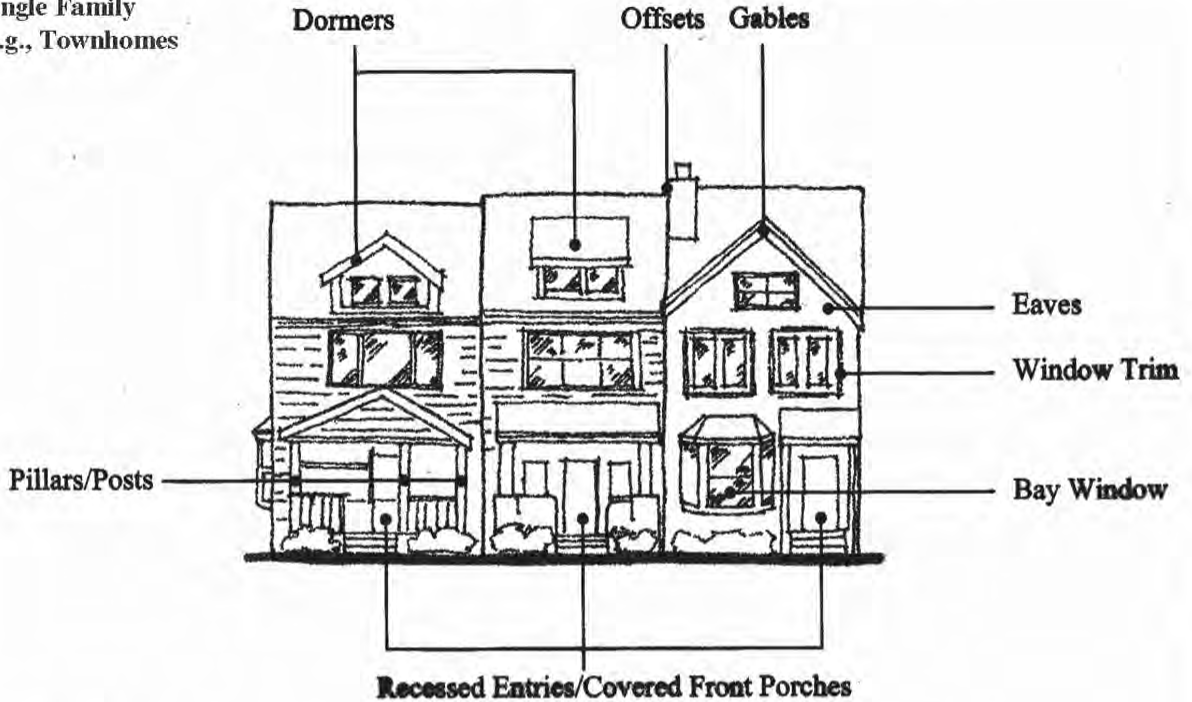 ngle Family
.g., Townhomes
Dormers
Offsets Gables
Eaves
Window Trim
Pillars/Posts
Bay Window
Recessed Entries/Covered Front Porches